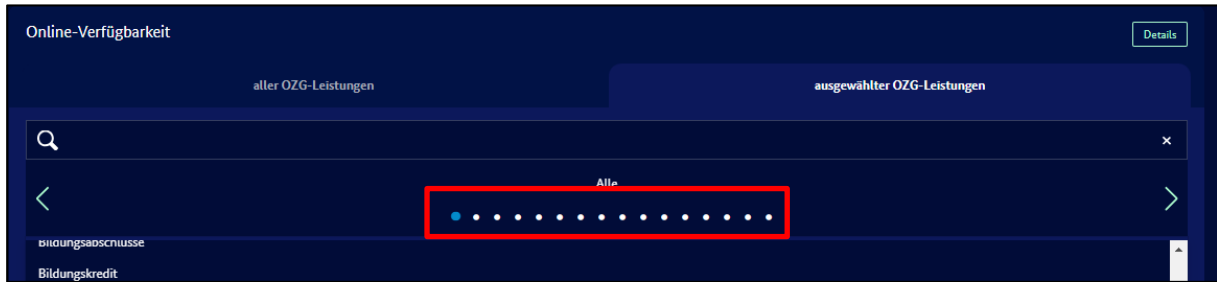 Online-Verfügbarkeit
Details
aller OZG-Leistungen
ausgewählter OZG-Leistungen
Alle
Bildungsabschlüsse
Bildungskredit